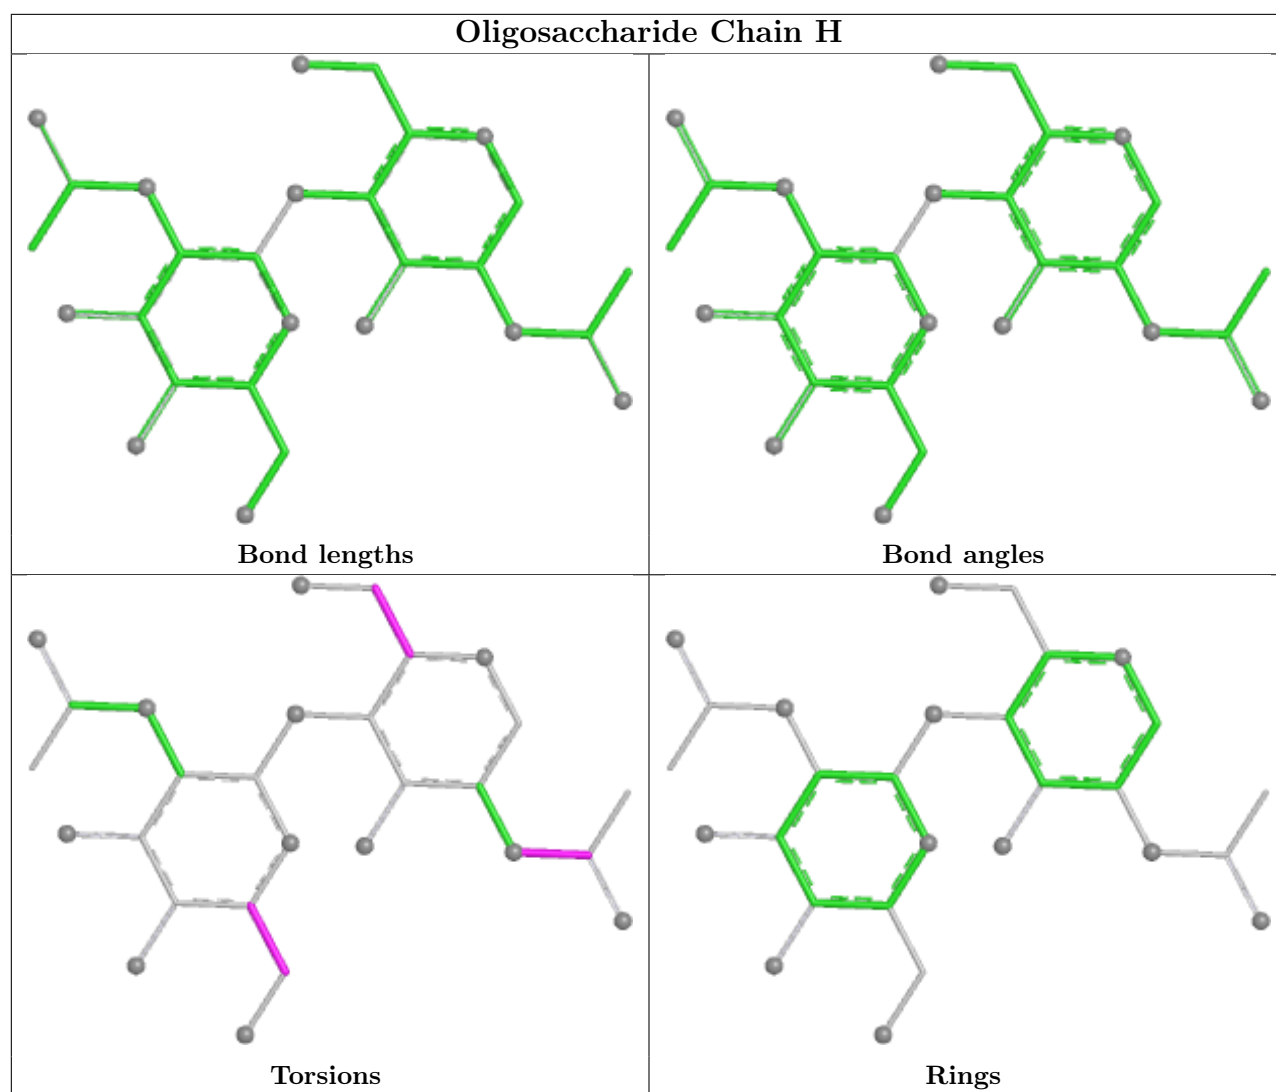 Oligosaccharide Chain H
Bond lengths
Bond angles
Torsions
Rings